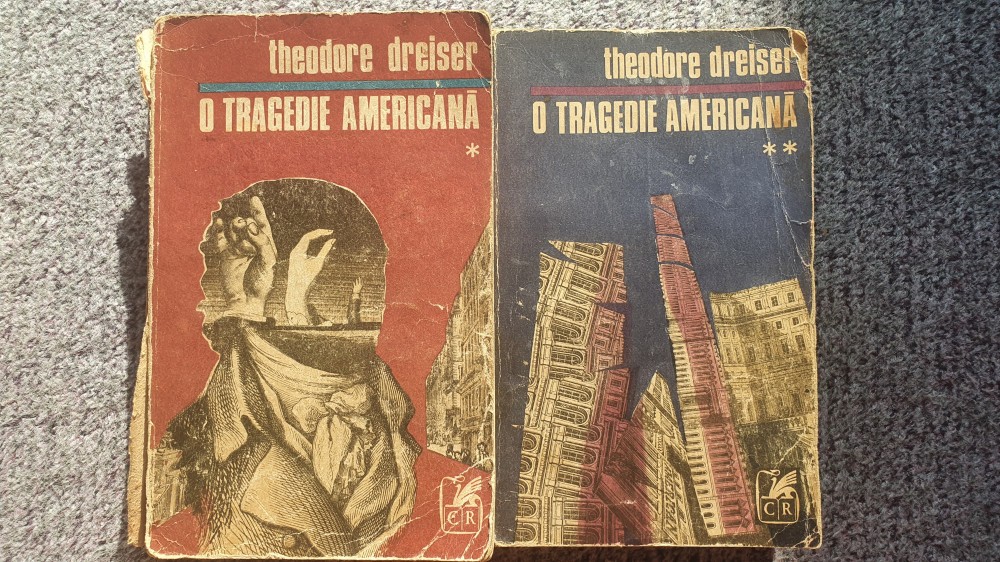 theodore dreiser
O TRAGEDIE AMERICANĂ
*
CR
theodore dreiser
O TRAGEDIE AMERICANĂ
**
CR